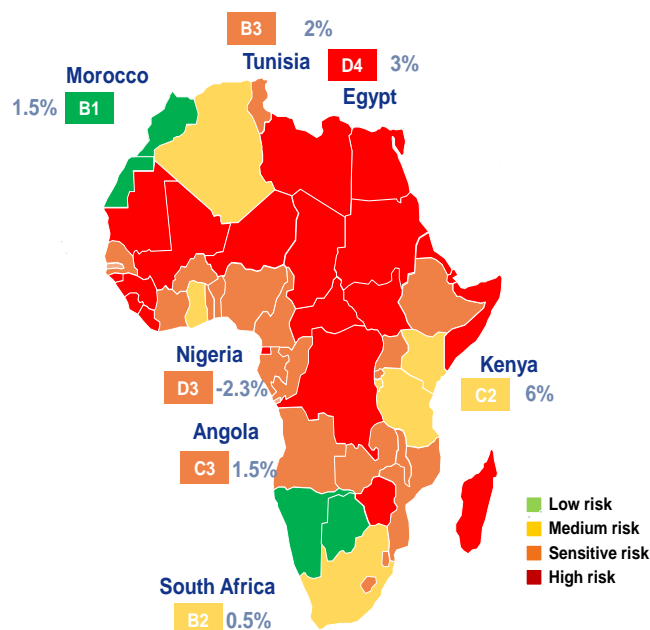 B3 2%
Tunisia
D4 3%
Egypt
Morocco
1.5% B1
Nigeria
D3 -2.3%
Kenya
C2 6%
Angola
C3 1.5%
South Africa
B2 0.5%
Low risk
Medium risk
Sensitive risk
High risk